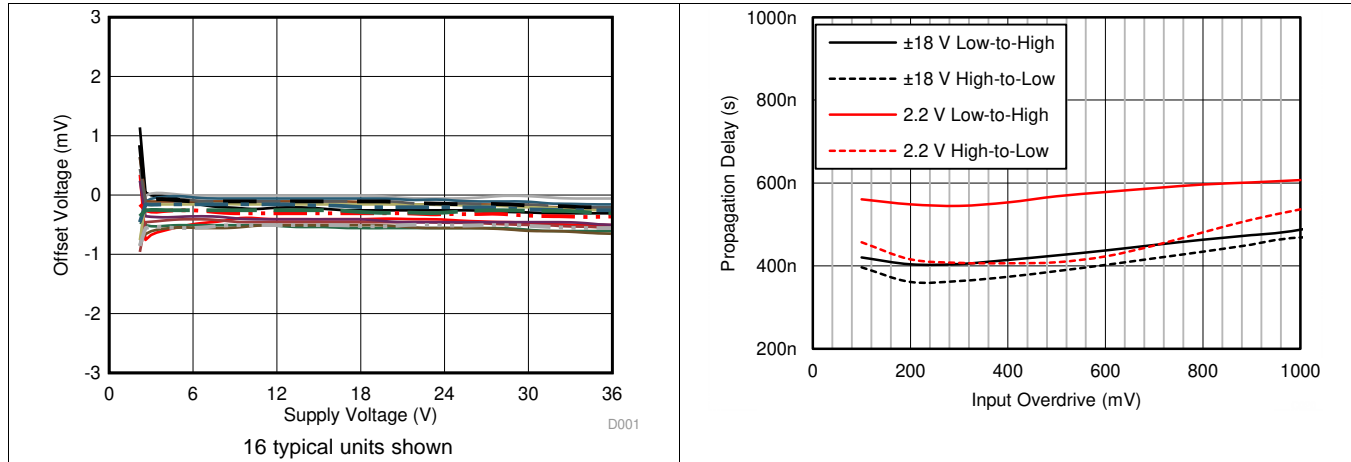 3
2
1
0
-1
-2
-3
Offset Voltage (mV)
0 6 12 18 24 30 36
Supply Voltage (V)
D001
16 typical units shown
1000n
800n
600n
400n
200n
Propagation Delay (s)
±18 V Low-to-High
±18 V High-to-Low
2.2 V Low-to-High
2.2 V High-to-Low
0 200 400 600 800 1000
Input Overdrive (mV)